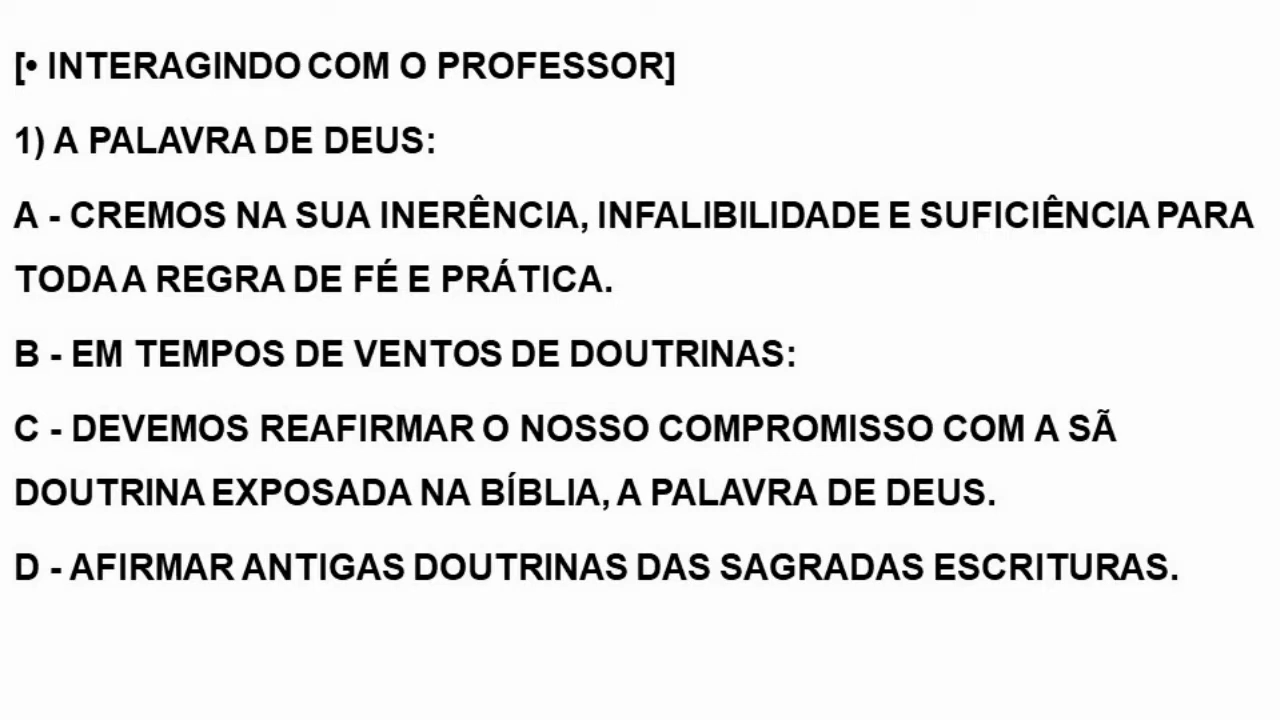 [• INTERAGINDO COM O PROFESSOR]
1) A PALAVRA DE DEUS:
A - CREMOS NA SUA INERÊNCIA, INFALIBILIDADE E SUFICIÊNCIA PARA
TODA A REGRA DE FÉ E PRÁTICA.
B - EM TEMPOS DE VENTOS DE DOUTRINAS:
C - DEVEMOS REAFIRMAR O NOSSO COMPROMISSO COM A SÃ
DOUTRINA EXPOSADA NA BÍBLIA, A PALAVRA DE DEUS.
D - AFIRMAR ANTIGAS DOUTRINAS DAS SAGRADAS ESCRITURAS.